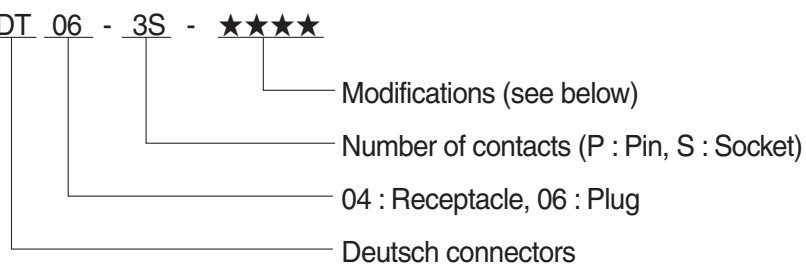 DT 06 - 3S - ★★★★
Modifications (see below)
Number of contacts (P : Pin, S : Socket)
04 : Receptacle, 06 : Plug
Deutsch connectors